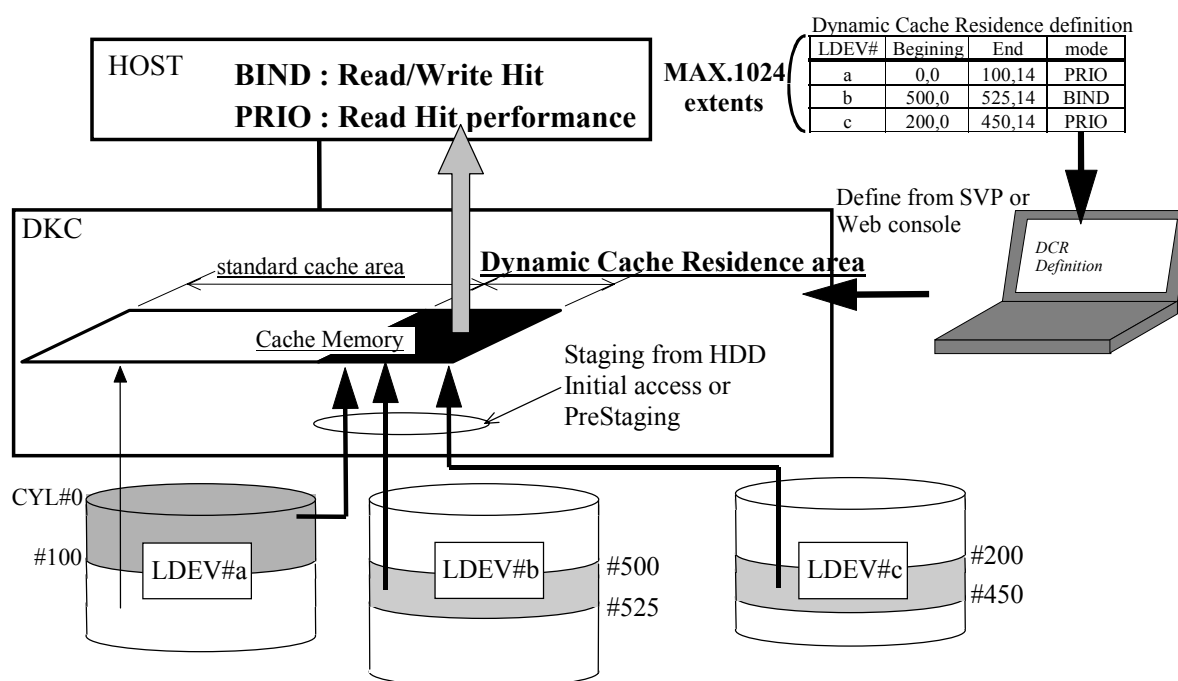 Dynamic Cache Residence definition
LDEV# Begining End mode
a 0,0 100,14 PRIO
b 500,0 525,14 BIND
c 200,0 450,14 PRIO
MAX.1024
extents
HOST
BIND : Read/Write Hit
PRIO : Read Hit performance
Define from SVP or
Web console
DCR
Definition
DKC
standard cache area
Dynamic Cache Residence area
Cache Memory
Staging from HDD
Initial access or
PreStaging
CYL#0
#100
LDEV#a
LDEV#b
#500
#525
LDEV#c
#200
#450